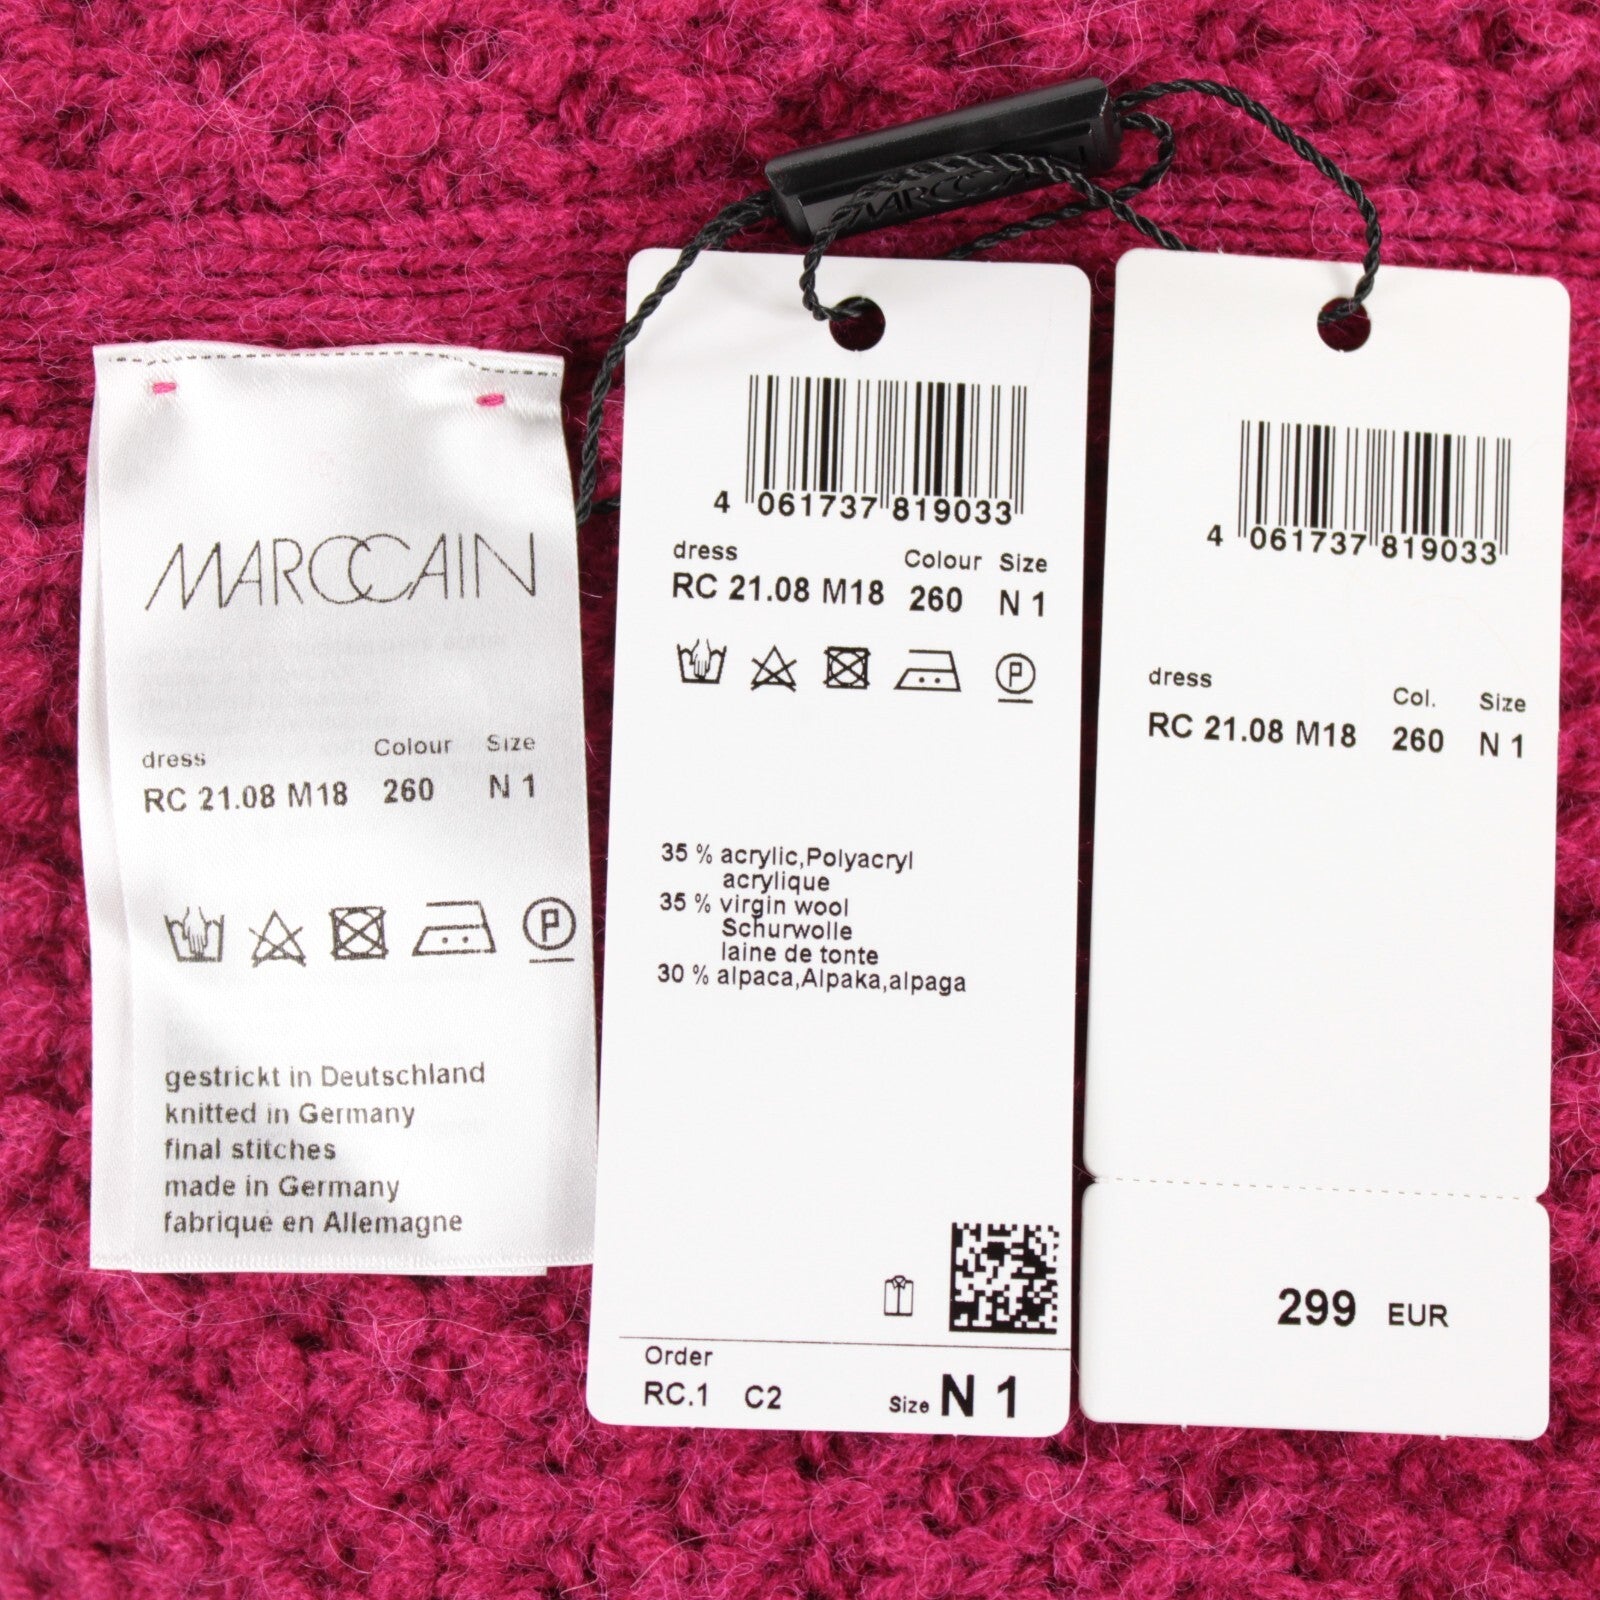 MARCCAIN
MARCCAIN
dress Colour Size
RC 21.08 M18 260 N 1
P
gestrickt in Deutschland
knitted in Germany
final stitches
made in Germany
fabriqué en Allemagne
4 061737 819033
dress Colour Size
RC 21.08 M18 260 N 1
P
35 % acrylic,Polyacryl
acrylique
35 % virgin wool
Schurwolle
laine de tonte
30 % alpaca,Alpaka,alpaga
Order
RC.1 C2 Size N 1
4 061737 819033
dress Col. Size
RC 21.08 M18 260 N 1
299 EUR